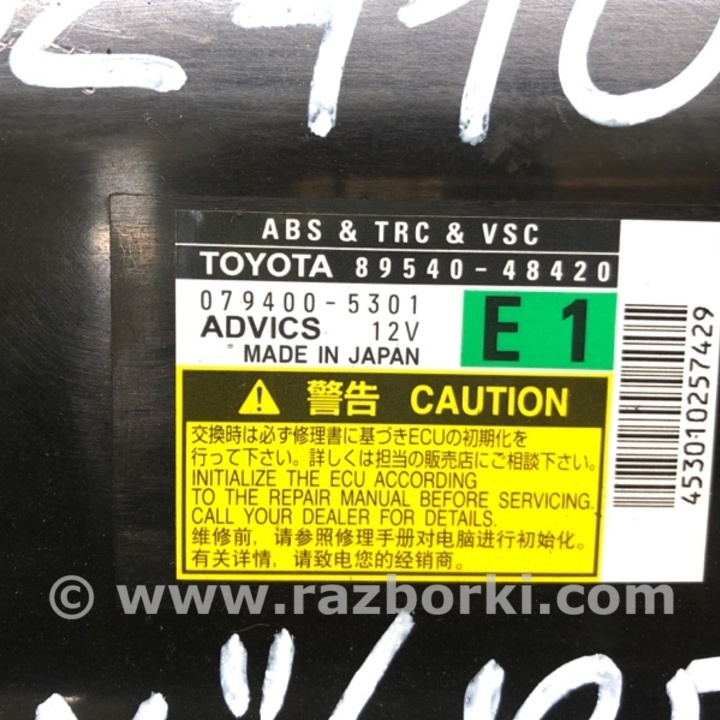 ABS & TRC & VSC
TOYOTA 89540-48420
079400-5301
ADVICS 12V
MADE IN JAPAN
E1
警告 CAUTION
交換時は必ず修理書に基づきECUの初期化を
行って下さい。詳しくは担当の販売店にご相談下さい。
INITIALIZE THE ECU ACCORDING
TO THE REPAIR MANUAL BEFORE SERVICING.
CALL YOUR DEALER FOR DETAILS.
维修前，请参照修理手册对电脑进行初始化。
有关详情，请致电您的经销商。
453010257429
© www.razborki.com